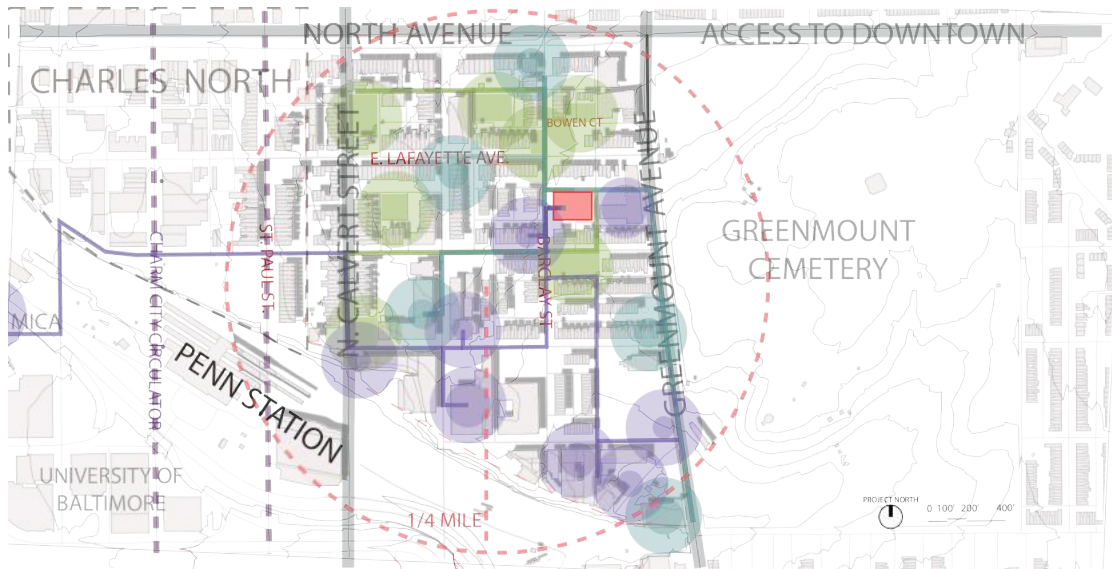 NORTH AVENUE
ACCESS TO DOWNTOWN
CHARLES NORTH
BOWEN CT
N. CALVERT STREET
E. LAFAYETTE AVE.
GREENMOUNT AVENUE
GREENMOUNT
CEMETERY
ST. PAUL ST.
CHARM CITY CIRCULATOR
BARCLAY ST
MICA
PENN STATION
UNIVERSITY OF
BALTIMORE
1/4 MILE
PROJECT NORTH
0 100' 200' 400'